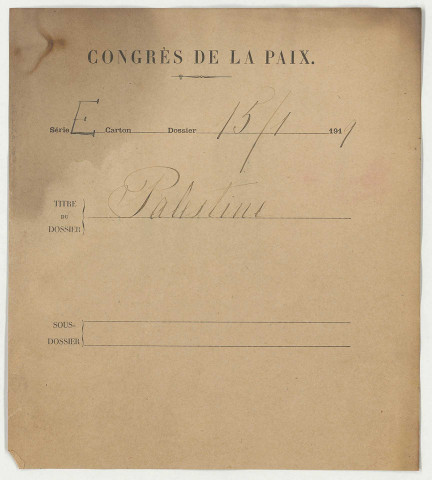 CONGRÈS DE LA PAIX.
Série E Carton Dossier 15/1 191
TITRE DU DOSSIER Palestine
SOUS-DOSSIER